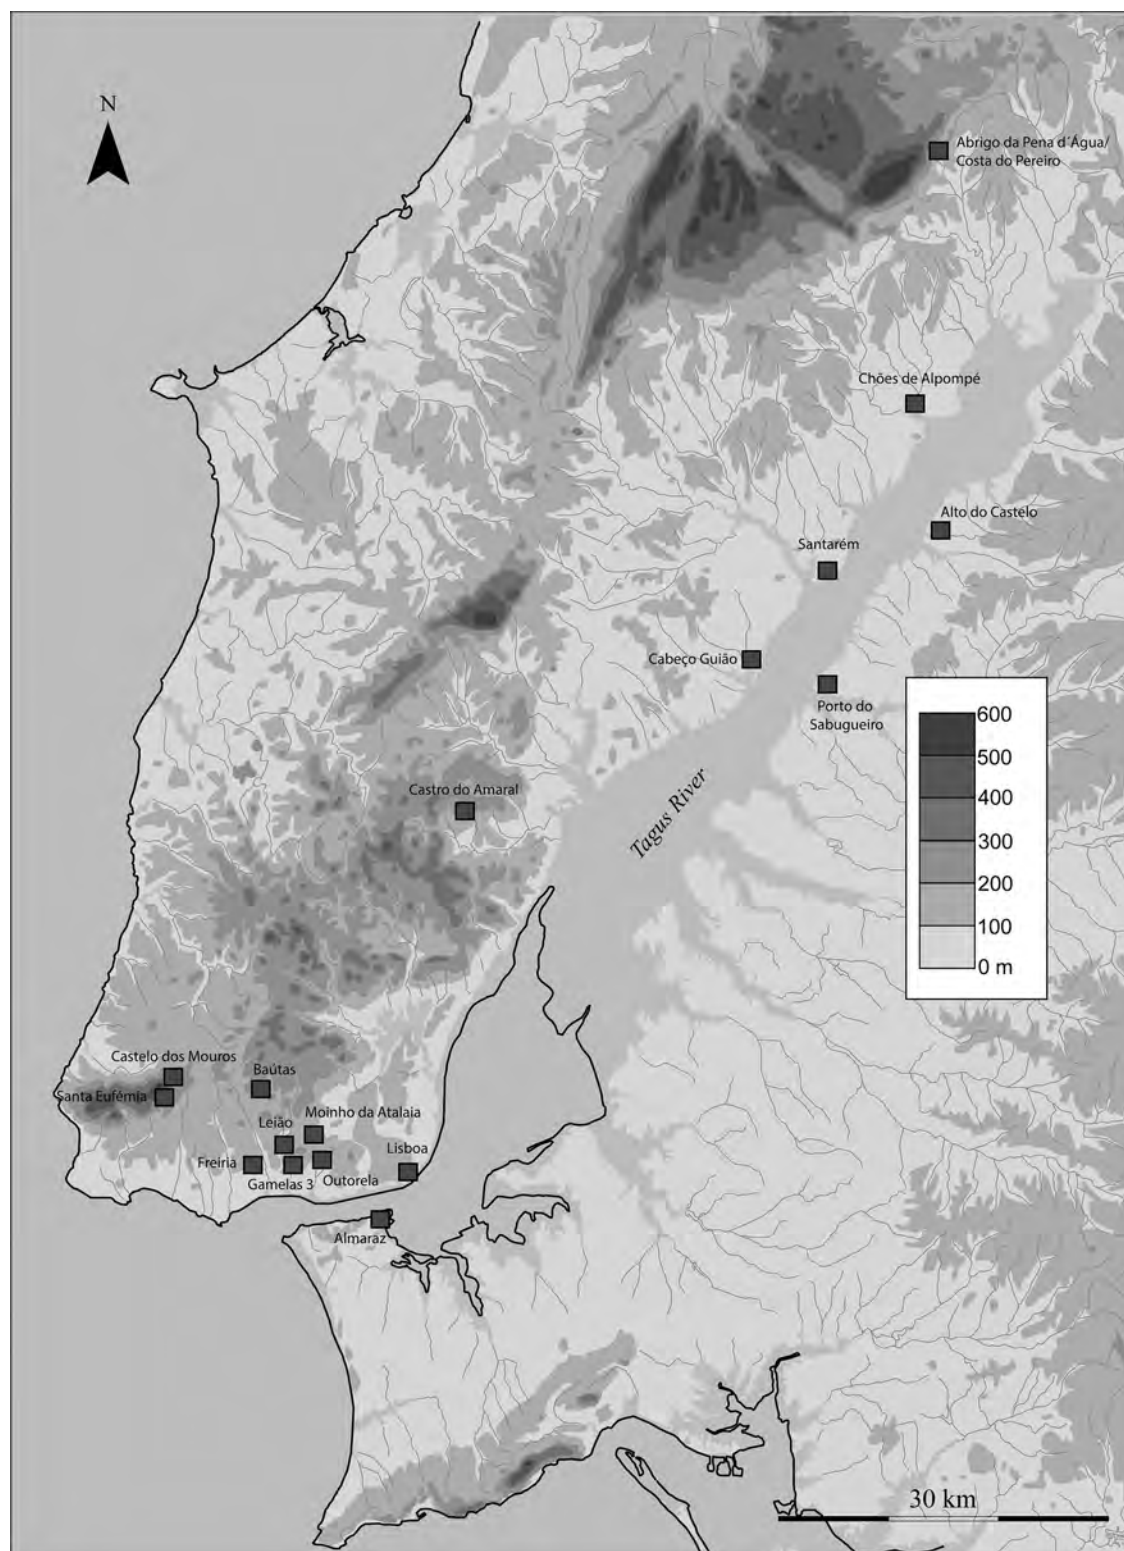 N
Abrigo da Pena d´Água/
Costa do Pereiro
Chões de Alpompé
Alto do Castelo
Santarém
Cabeço Guião
Porto do
Sabugueiro
600
500
400
300
200
100
0 m
Tagus River
Castro do Amaral
Castelo dos Mouros
Santa Eufémia
Baútas
Moinho da Atalaia
Leião
Lisboa
Freiria
Gamelas 3
Outorela
Almaraz
30 km